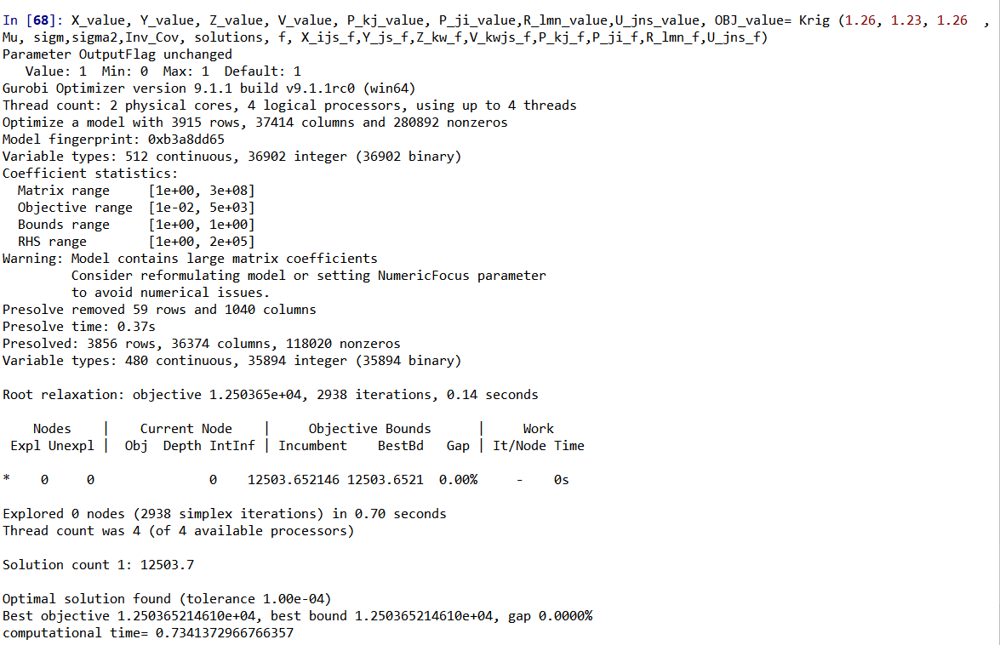 In [68]: X_value, Y_value, Z_value, V_value, P_kj_value, P_ji_value,R_lmn_value,U_jns_value, OBJ_value= Krig (1.26, 1.23, 1.26  ,
Mu, sigm,sigma2,Inv_Cov, solutions, f, X_ijs_f,Y_js_f,Z_kw_f,V_kwjs_f,P_kj_f,P_ji_f,R_lmn_f,U_jns_f)
Parameter OutputFlag unchanged
   Value: 1  Min: 0  Max: 1  Default: 1
Gurobi Optimizer version 9.1.1 build v9.1.1rc0 (win64)
Thread count: 2 physical cores, 4 logical processors, using up to 4 threads
Optimize a model with 3915 rows, 37414 columns and 280892 nonzeros
Model fingerprint: 0xb3a8dd65
Variable types: 512 continuous, 36902 integer (36902 binary)
Coefficient statistics:
  Matrix range     [1e+00, 3e+08]
  Objective range  [1e-02, 5e+03]
  Bounds range     [1e+00, 1e+00]
  RHS range        [1e+00, 2e+05]
Warning: Model contains large matrix coefficients
         Consider reformulating model or setting NumericFocus parameter
         to avoid numerical issues.
Presolve removed 59 rows and 1040 columns
Presolve time: 0.37s
Presolved: 3856 rows, 36374 columns, 118020 nonzeros
Variable types: 480 continuous, 35894 integer (35894 binary)

Root relaxation: objective 1.250365e+04, 2938 iterations, 0.14 seconds

    Nodes    |    Current Node    |     Objective Bounds      |     Work
 Expl Unexpl |  Obj  Depth IntInf | Incumbent    BestBd   Gap | It/Node Time

*    0     0               0    12503.652146 12503.6521  0.00%     -    0s

Explored 0 nodes (2938 simplex iterations) in 0.70 seconds
Thread count was 4 (of 4 available processors)

Solution count 1: 12503.7

Optimal solution found (tolerance 1.00e-04)
Best objective 1.250365214610e+04, best bound 1.250365214610e+04, gap 0.0000%
computational time= 0.7341372966766357